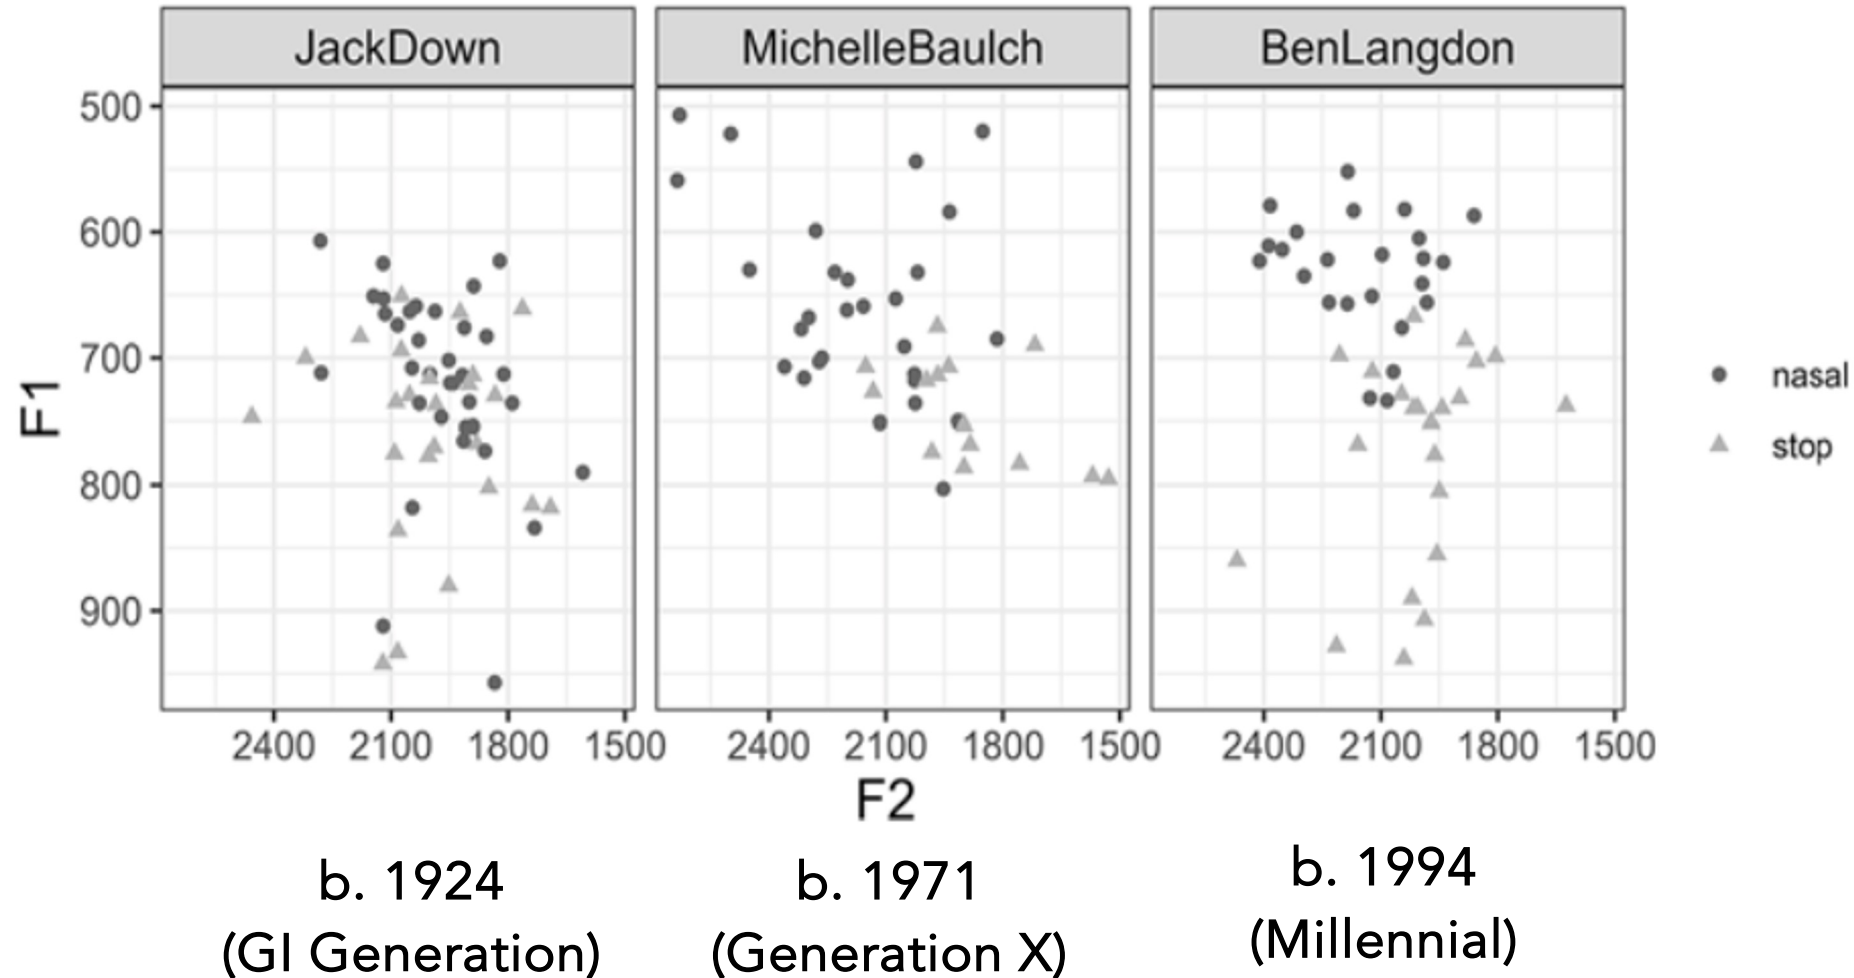 JackDown MichelleBaulch BenLangdon
500
600
700
800
900
F1
nasal
stop
2400 2100 1800 1500 2400 2100 1800 1500 2400 2100 1800 1500
F2
b. 1924 b. 1971 b. 1994
(GI Generation) (Generation X) (Millennial)